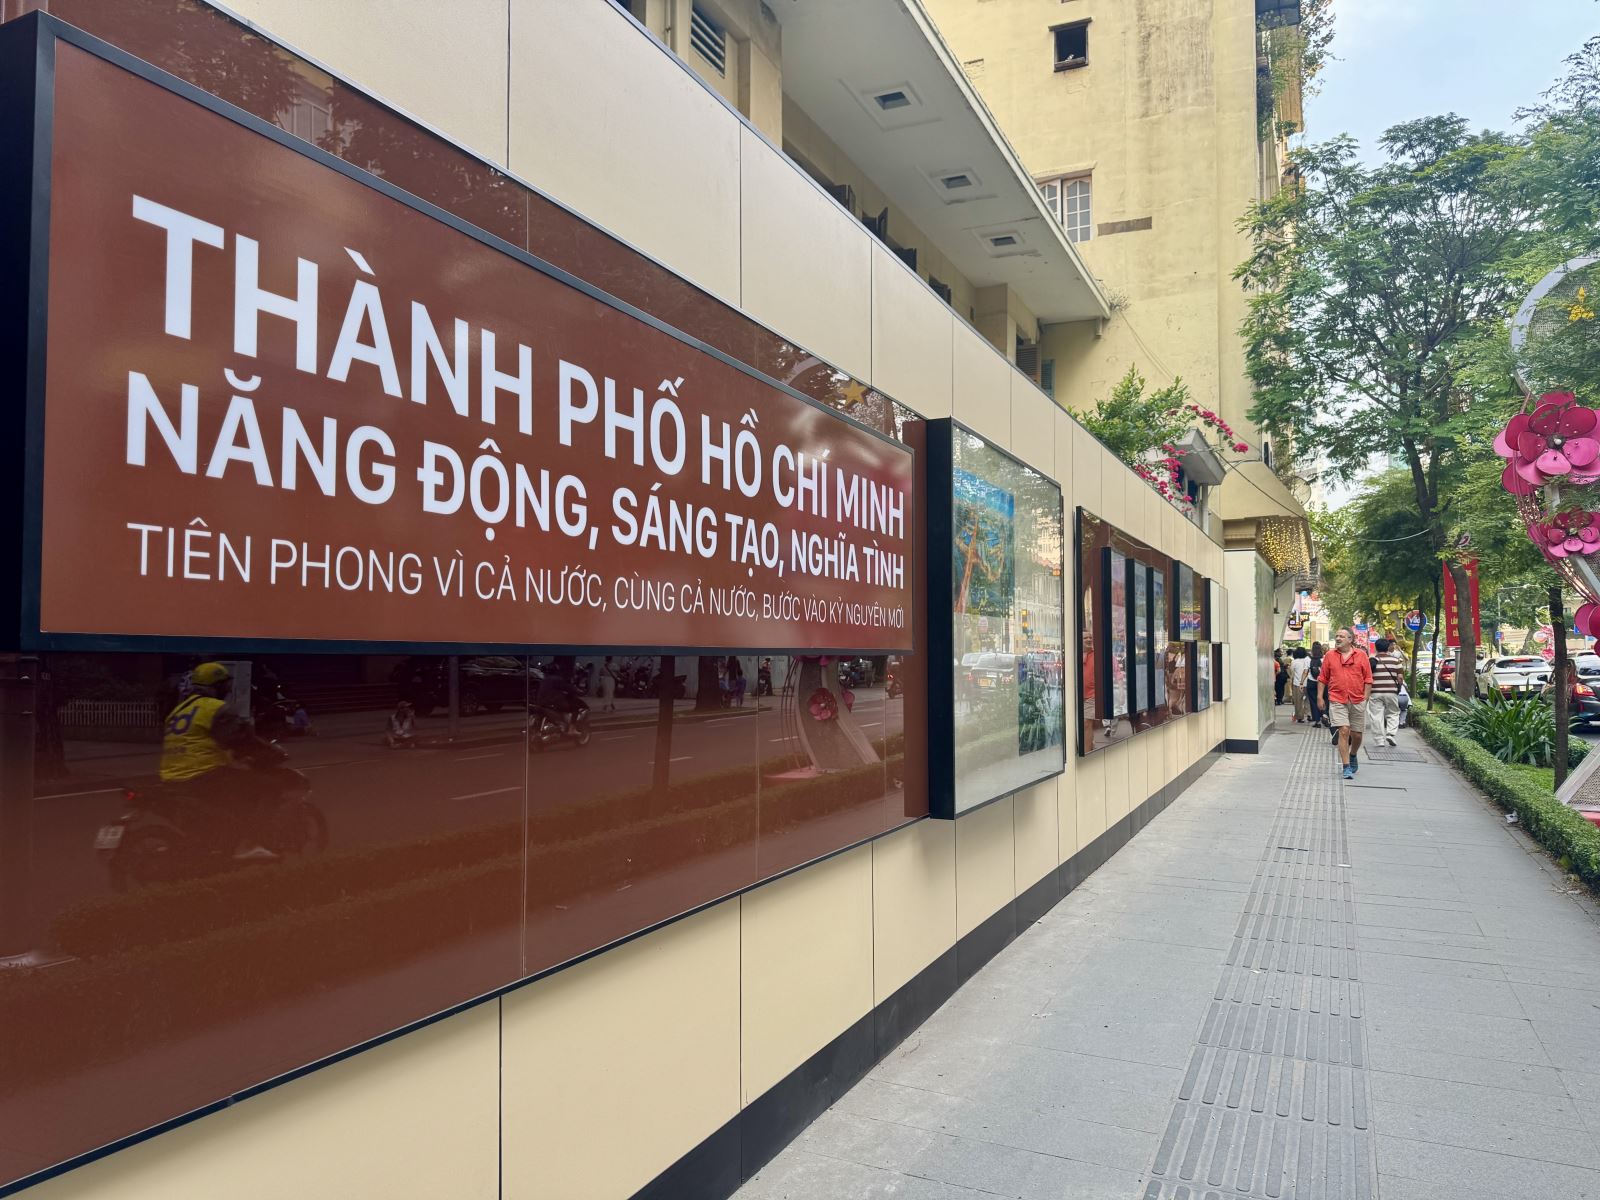 THÀNH PHỐ HỒ CHÍ MINH
NĂNG ĐỘNG, SÁNG TẠO, NGHĨA TÌNH
TIÊN PHONG VÌ CẢ NƯỚC, CÙNG CẢ NƯỚC, BƯỚC VÀO KỶ NGUYÊN MỚI